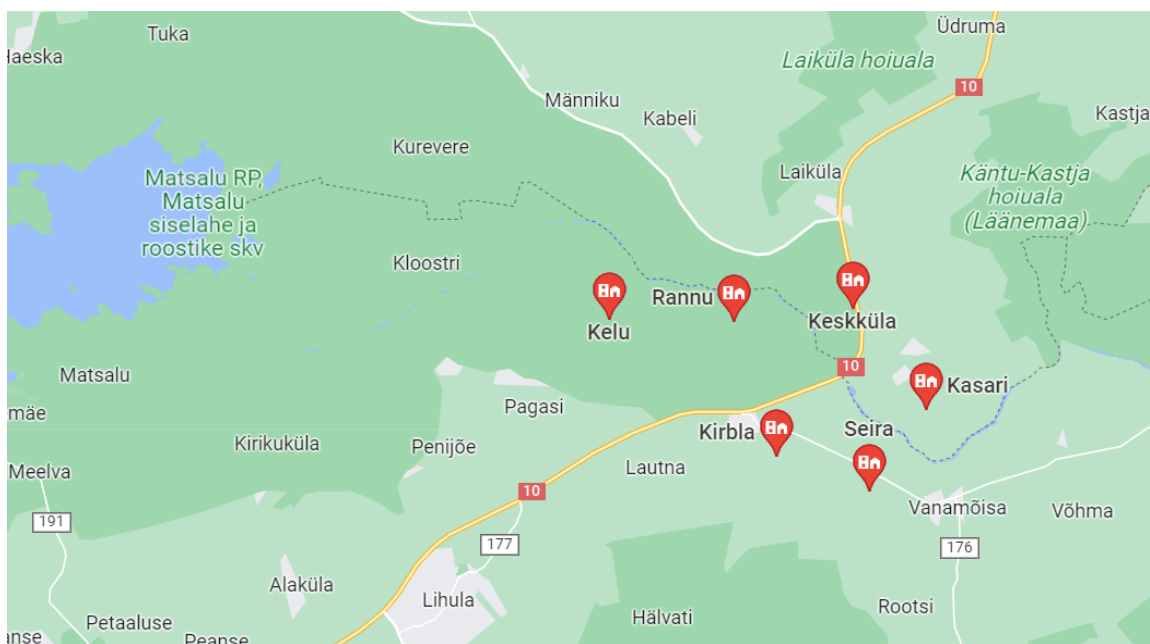 Üdruma
Tuka
Haeska
Laiküla hoiuala
10
Männiku
Kabeli
Kastja
Kurevere
Matsalu RP,
Matsalu
siselahe ja
roostike skv
Laiküla
Käntu-Kastja
hoiuala
(Läänemaa)
Kloostri
Rannu
Kelu
Keskküla
10
Matsalu
Kasari
Pagasi
emäe
Kirbla
Seira
Kirikuküla
Penijõe
Lautna
Meelva
10
Vanamõisa
Võhma
191
177
176
Alaküla
Lihula
Rootsi
Hälvati
Petaaluse
anse
Peanse